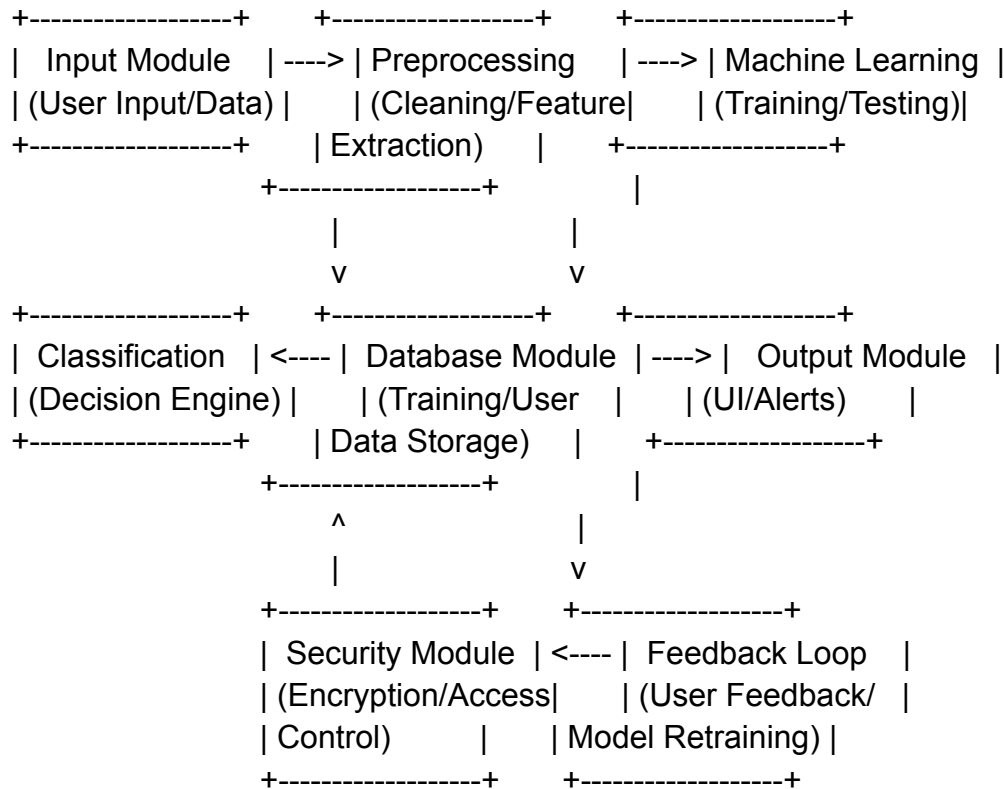 +-------------------+ +-------------------+ +-------------------+
| Input Module | ----> | Preprocessing | ----> | Machine Learning |
| (User Input/Data) | | (Cleaning/Feature| | (Training/Testing)|
+-------------------+ | Extraction) | +-------------------+
+-------------------+ |
| |
v v
+-------------------+ +-------------------+ +-------------------+
| Classification | <---- | Database Module | ----> | Output Module |
| (Decision Engine) | | (Training/User | | (UI/Alerts) |
+-------------------+ | Data Storage) | +-------------------+
+-------------------+ |
^ |
| v
+-------------------+ +-------------------+
| Security Module | <---- | Feedback Loop |
| (Encryption/Access| | (User Feedback/ |
| Control) | | Model Retraining) |
+-------------------+ +-------------------+